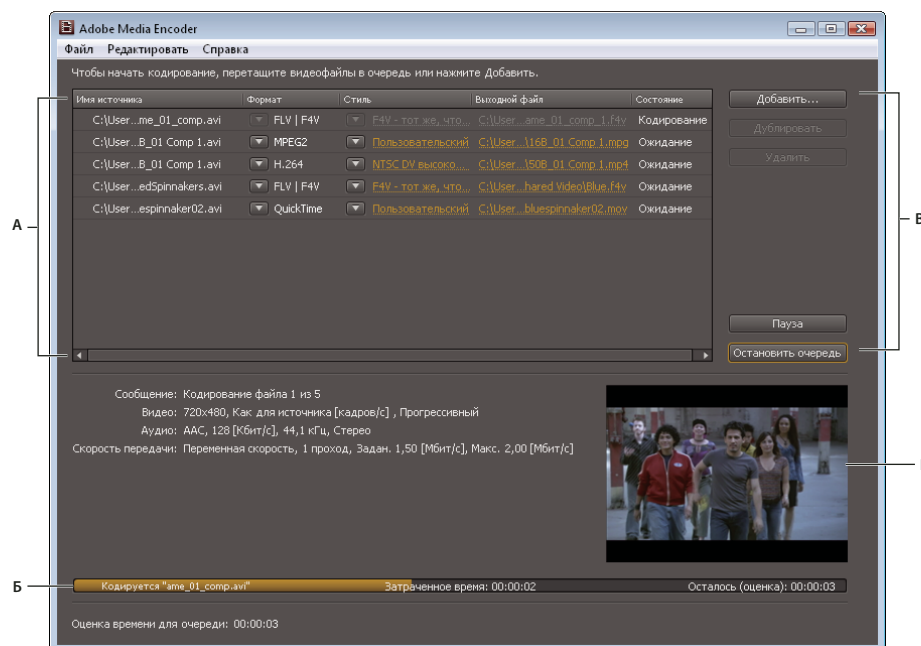 Adobe Media Encoder
Файл Редактировать Справка
Чтобы начать кодирование, перетащите видеофайлы в очередь или нажмите Добавить.
Имя источника Формат Стиль Выходной файл Состояние
C:\User...me_01_comp.avi FLV | F4V F4V - тот же, что... C:\User...ame_01_comp_1.f4v Кодирование
C:\User...B_01 Comp 1.avi MPEG2 Пользовательский C:\User...\16B_01 Comp 1.mpg Ожидание
C:\User...B_01 Comp 1.avi H.264 NTSC DV высоко... C:\User...\50B_01 Comp 1.mp4 Ожидание
C:\User...edSpinnakers.avi FLV | F4V F4V - тот же, что... C:\User...hared Video\Blue.f4v Ожидание
C:\User...espinnaker02.avi QuickTime Пользовательский C:\User...bluespinnaker02.mov Ожидание
Добавить...
Дублировать
Удалить
А
Пауза
Остановить очередь
Сообщение: Кодирование файла 1 из 5
Видео: 720x480, Как для источника [кадров/с] , Прогрессивный
Аудио: AAC, 128 [Кбит/с], 44,1 кГц, Стерео
Скорость передачи: Переменная скорость, 1 проход, Задан. 1,50 [Мбит/с], Макс. 2,00 [Мбит/с]
Б
Кодируется "ame_01_comp.avi" Затраченное время: 00:00:02 Осталось (оценка): 00:00:03
Оценка времени для очереди: 00:00:03